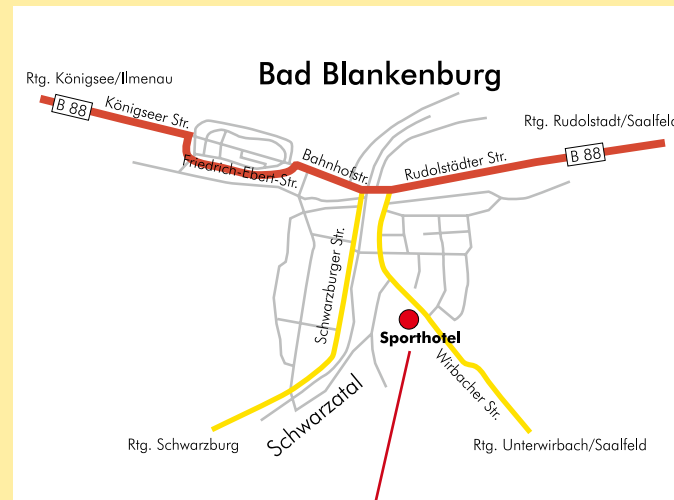 Bad Blankenburg
Rtg. Königsee/Ilmenau
B 88
Königseer Str.
Rtg. Rudolstadt/Saalfeld
Friedrich-Ebert-Str.
Bahnhofstr.
Rudolstädter Str.
B 88
Schwarzburger Str.
Sporthotel
Wirbacher Str.
Schwarzatal
Rtg. Schwarzburg
Rtg. Unterwirbach/Saalfeld